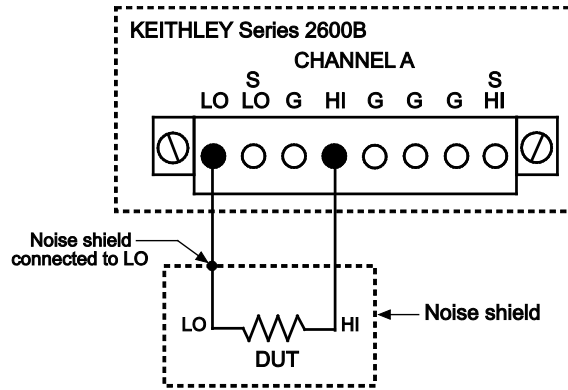 KEITHLEY Series 2600B
CHANNEL A
S S
LO LO G HI G G G HI
Noise shield
connected to LO
LO HI
Noise shield
DUT